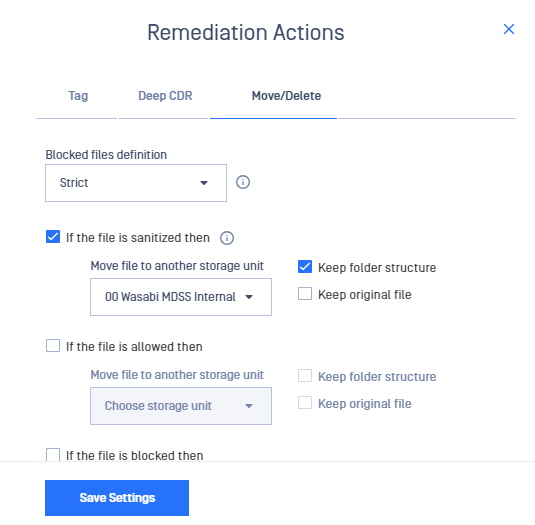 Remediation Actions
Tag
Deep CDR
Move/Delete
Blocked files definition
Strict
If the file is sanitized then
Move file to another storage unit
Keep folder structure
00 Wasabi MDSS Internal
Keep original file
If the file is allowed then
Move file to another storage unit
Keep folder structure
Choose storage unit
Keep original file
If the file is blocked then
Save Settings